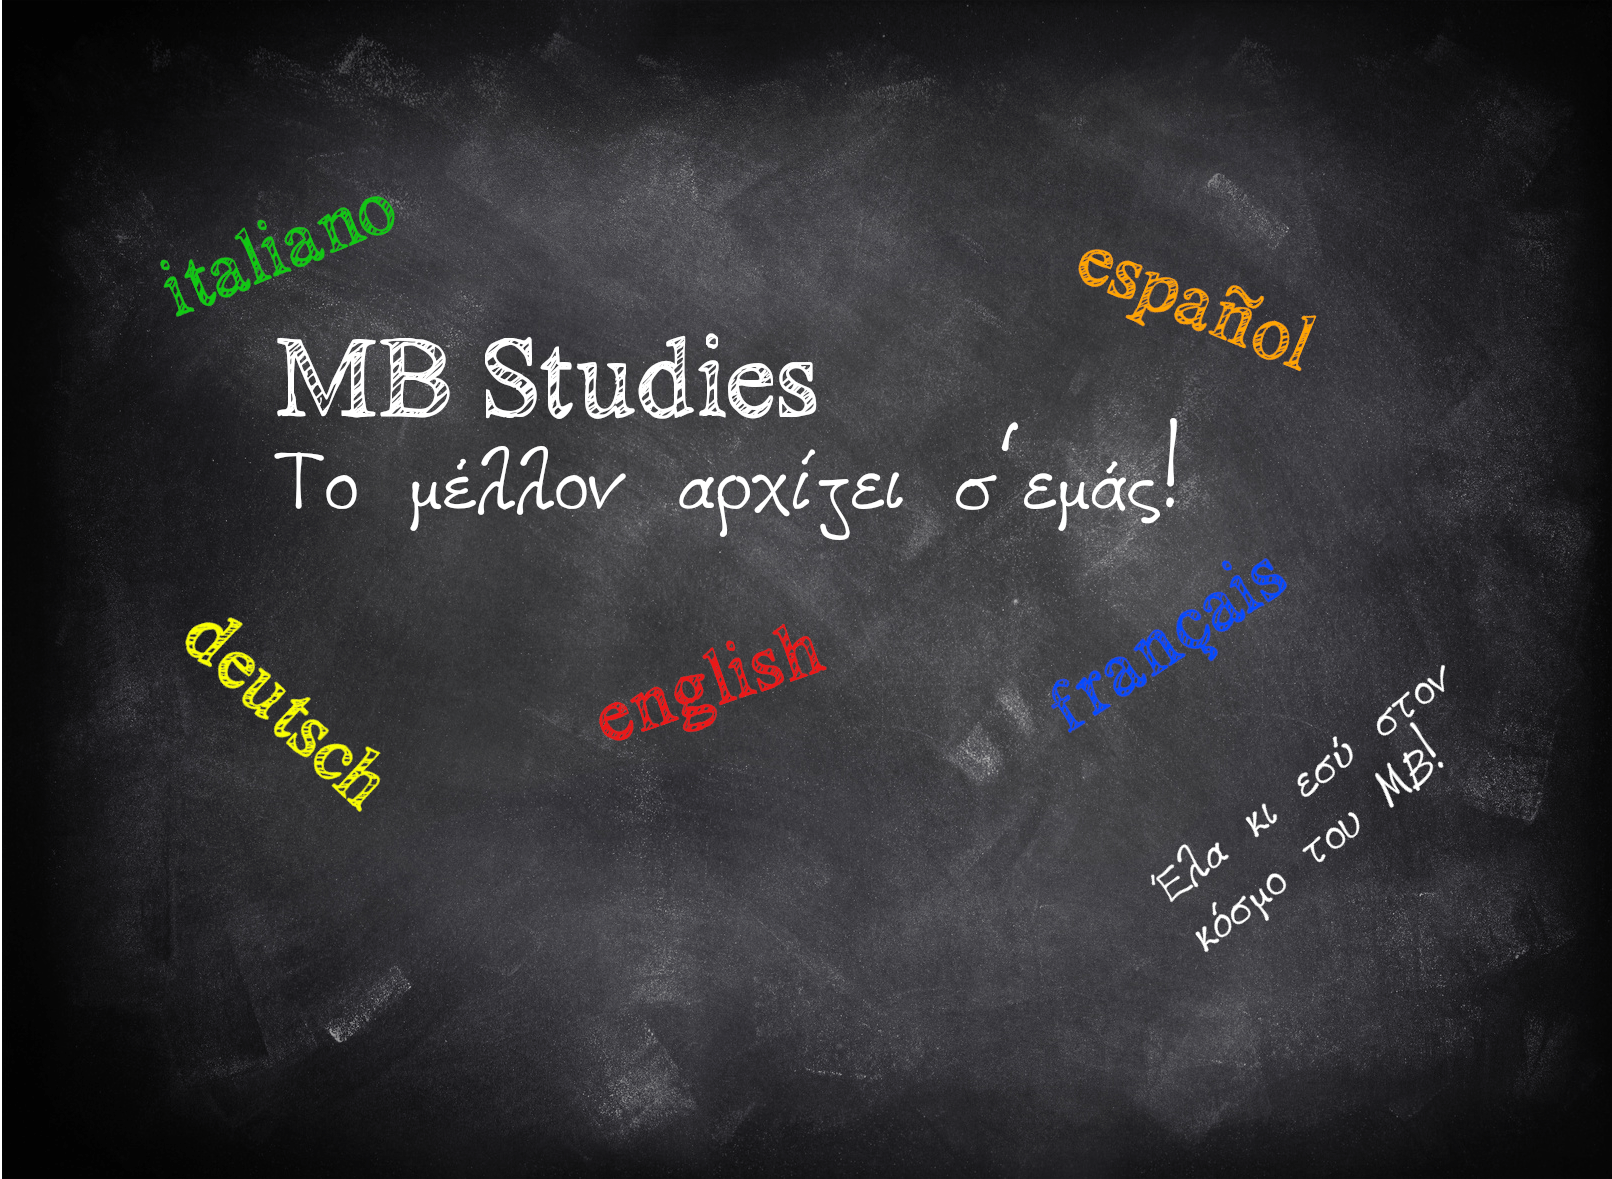 italiano
español
MB Studies
Το μέλλον αρχίζει σ'εμάς!
deutsch
english
français
Έλα κι εσύ στον
κόσμο του MB!